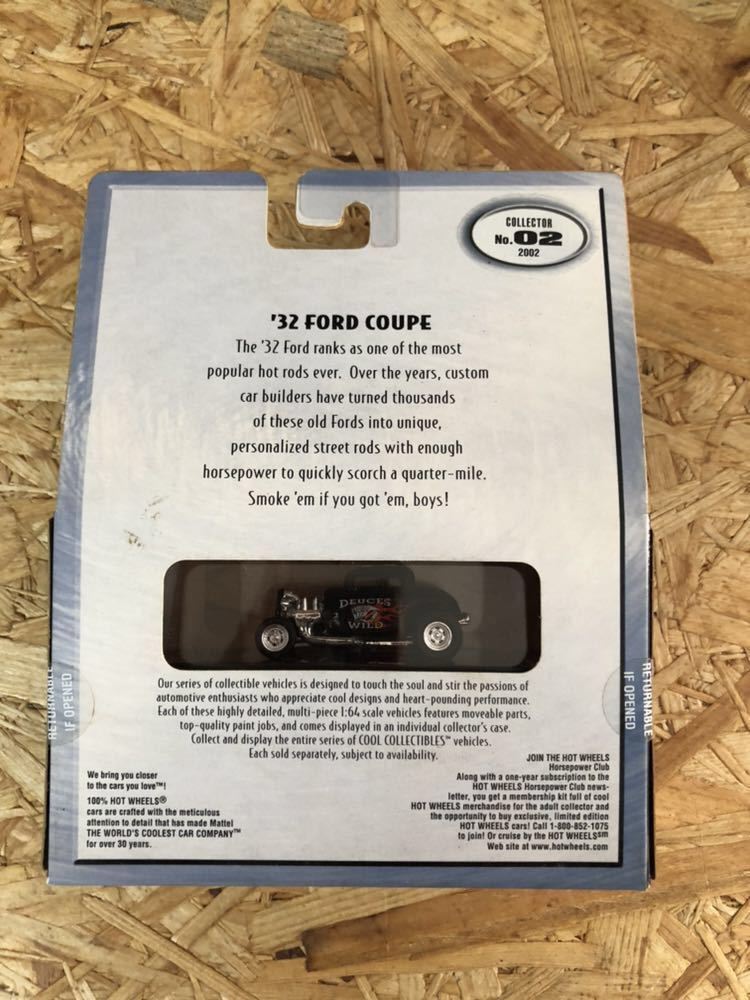 COLLECTOR
No.02
2002
'32 FORD COUPE
The '32 Ford ranks as one of the most
popular hot rods ever. Over the years, custom
car builders have turned thousands
of these old Fords into unique,
personalized street rods with enough
horsepower to quickly scorch a quarter-mile.
Smoke 'em if you got 'em, boys!
DEUCES
WILD
Our series of collectible vehicles is designed to touch the soul and stir the passions of
automotive enthusiasts who appreciate cool designs and heart-pounding performance.
Each of these highly detailed, multi-piece 1:64 scale vehicles features moveable parts,
top-quality paint jobs, and comes displayed in an individual collector's case.
Collect and display the entire series of COOL COLLECTIBLES™ vehicles.
Each sold separately, subject to availability.
RETURNABLE
IF OPENED
RETURNABLE
IF OPENED
We bring you closer
to the cars you love™!
100% HOT WHEELS®
cars are crafted with the meticulous
attention to detail that has made Mattel
THE WORLD'S COOLEST CAR COMPANY™
for over 30 years.
JOIN THE HOT WHEELS
Horsepower Club
Along with a one-year subscription to the
HOT WHEELS Horsepower Club news-
letter, you get a membership kit full of cool
HOT WHEELS merchandise for the adult collector and
the opportunity to buy exclusive, limited edition
HOT WHEELS cars! Call 1-800-852-1075
to join! Or cruise by the HOT WHEELS℠
Web site at www.hotwheels.com